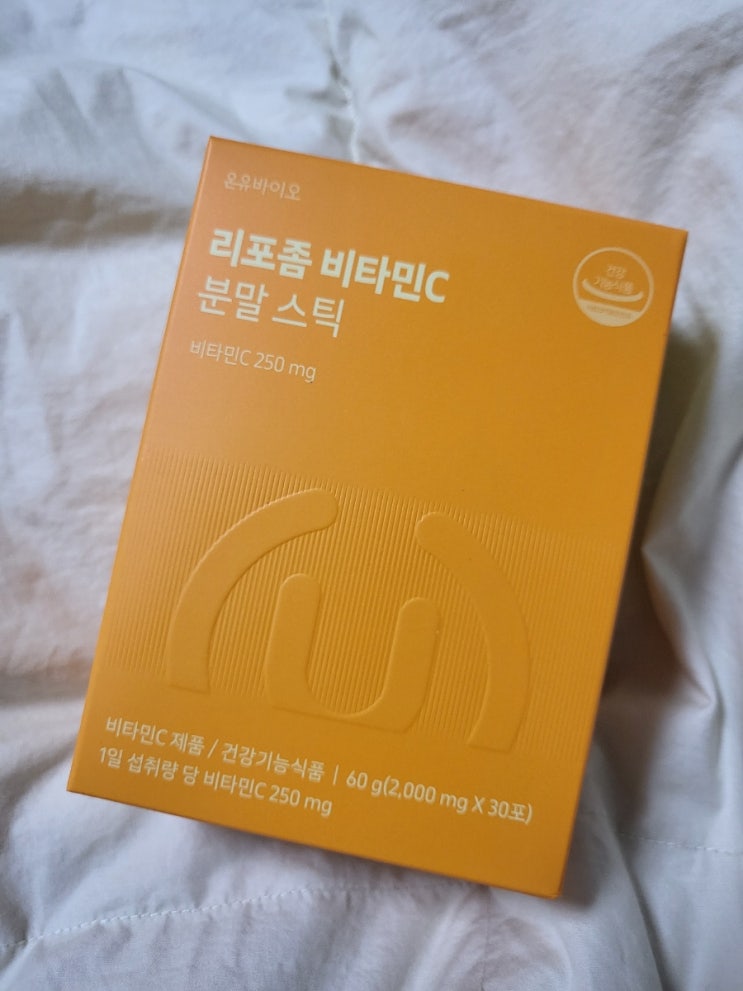 온유바이오
리포좀 비타민C
분말 스틱
비타민C 250 mg
건강
기능식품
비타민C 제품 / 건강기능식품 | 60 g(2,000 mg X 30포)
1일 섭취량 당 비타민C 250 mg